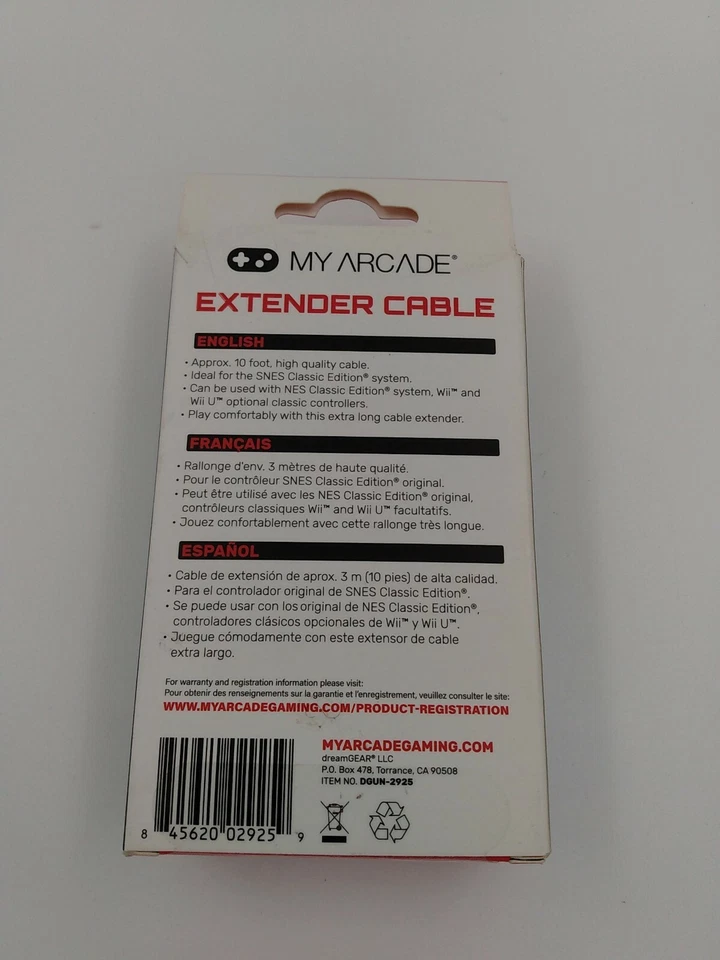 MY ARCADE®
EXTENDER CABLE
ENGLISH
• Approx. 10 foot, high quality cable.
• Ideal for the SNES Classic Edition® system.
• Can be used with NES Classic Edition® system, Wii™ and
Wii U™ optional classic controllers.
• Play comfortably with this extra long cable extender.
FRANÇAIS
• Rallonge d'env. 3 mètres de haute qualité.
• Pour le contrôleur SNES Classic Edition® original.
• Peut être utilisé avec les NES Classic Edition® original,
contrôleurs classiques Wii™ and Wii U™ facultatifs.
• Jouez confortablement avec cette rallonge très longue.
ESPAÑOL
• Cable de extensión de aprox. 3 m (10 pies) de alta calidad.
• Para el controlador original de SNES Classic Edition®.
• Se puede usar con los original de NES Classic Edition®,
controladores clásicos opcionales de Wii™ y Wii U™.
• Juegue cómodamente con este extensor de cable
extra largo.
For warranty and registration information please visit:
Pour obtenir des renseignements sur la garantie et l'enregistrement, veuillez consulter le site:
WWW.MYARCADEGAMING.COM/PRODUCT-REGISTRATION
MYARCADEGAMING.COM
dreamGEAR® LLC
P.O. Box 478, Torrance, CA 90508
ITEM NO. DGUN-2925
8 45620 02925 9